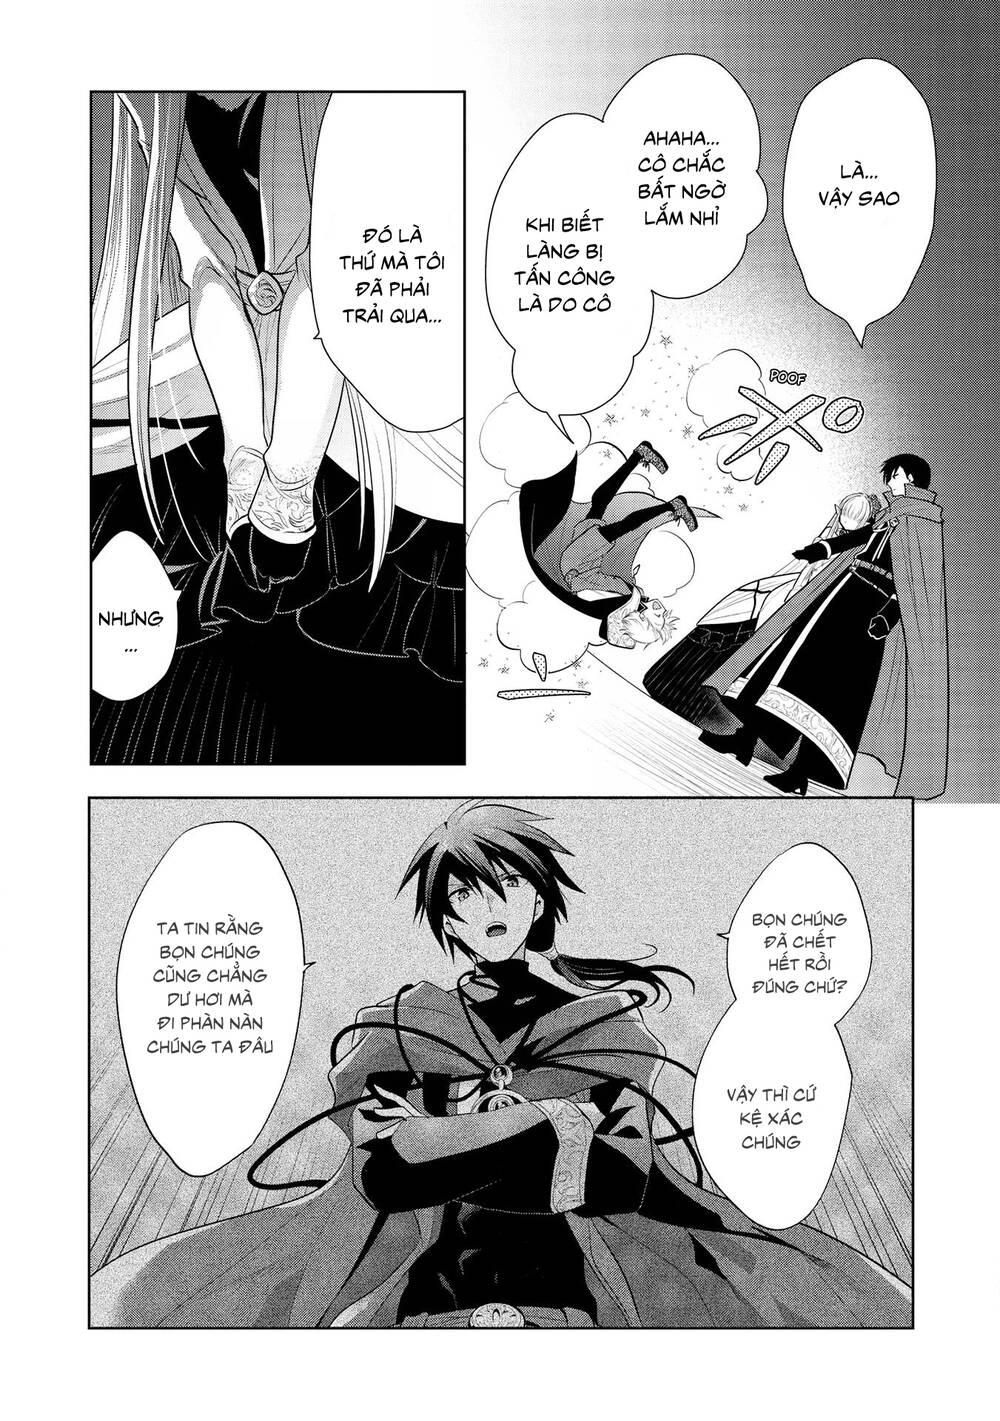 LÀ...
VẬY SAO
AHAHA...
CÔ CHẮC
BẤT NGỜ
LẮM NHỈ
KHI BIẾT
LÀNG BỊ
TẤN CÔNG
LÀ DO CÔ
POOF
ポンッ
ĐÓ LÀ
THỨ MÀ TÔI
ĐÃ PHẢI
TRẢI QUA...
NHƯNG
...
BỌN CHÚNG
ĐÃ CHẾT
HẾT RỒI
ĐÚNG CHỨ?
VẬY THÌ CỨ
KỆ XÁC
CHÚNG
TA TIN RẰNG
BỌN CHÚNG
CŨNG CHẲNG
DƯ HƠI MÀ
ĐI PHÀN NÀN
CHÚNG TA ĐÂU